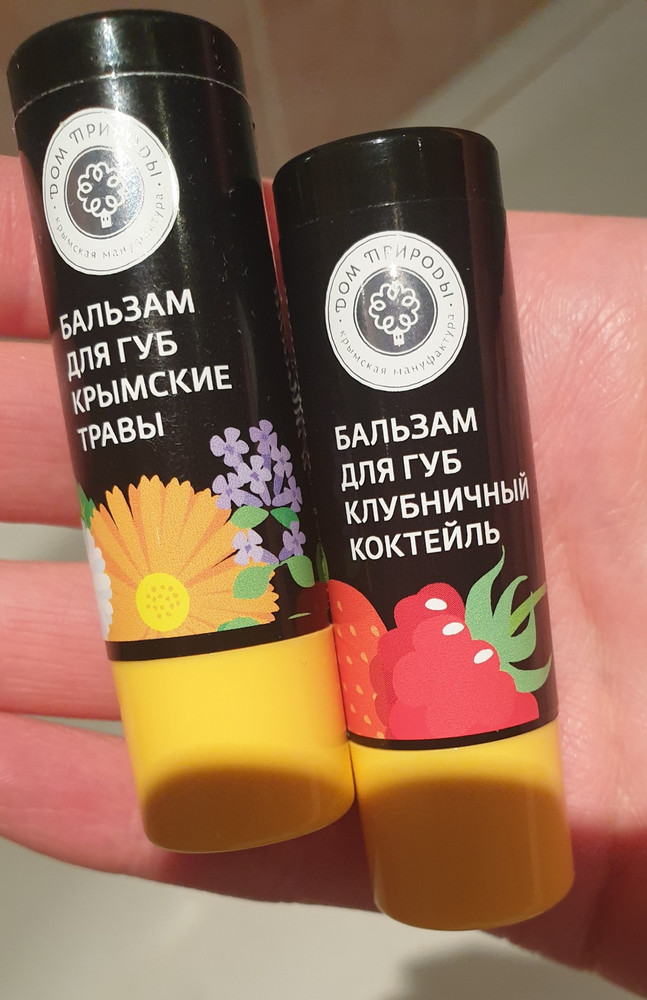 ДОМ ПРИРОДЫ
крымская мануфактура
БАЛЬЗАМ
ДЛЯ ГУБ
КРЫМСКИЕ
ТРАВЫ
ДОМ ПРИРОДЫ
крымская мануфактура
БАЛЬЗАМ
ДЛЯ ГУБ
КЛУБНИЧНЫЙ
КОКТЕЙЛЬ